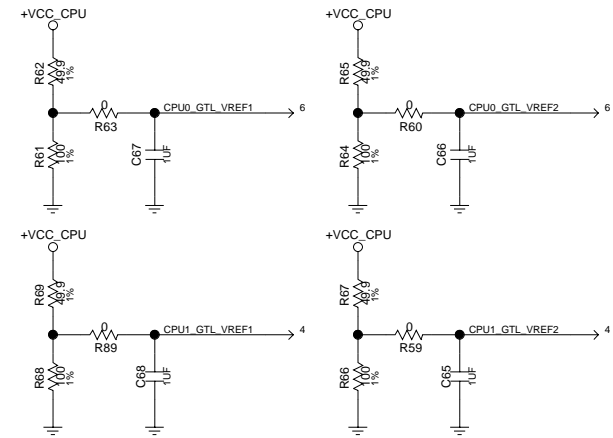 +VCC_CPU
R62
49.9
1%
0
R63
CPU0_GTL_VREF1
6
R61
100
1%
C67
1UF
+VCC_CPU
R65
49.9
1%
0
R60
CPU0_GTL_VREF2
6
R64
100
1%
C66
1UF
+VCC_CPU
R69
49.9
1%
0
R89
CPU1_GTL_VREF1
4
R68
100
1%
C68
1UF
+VCC_CPU
R67
49.9
1%
0
R59
CPU1_GTL_VREF2
4
R66
100
1%
C65
1UF